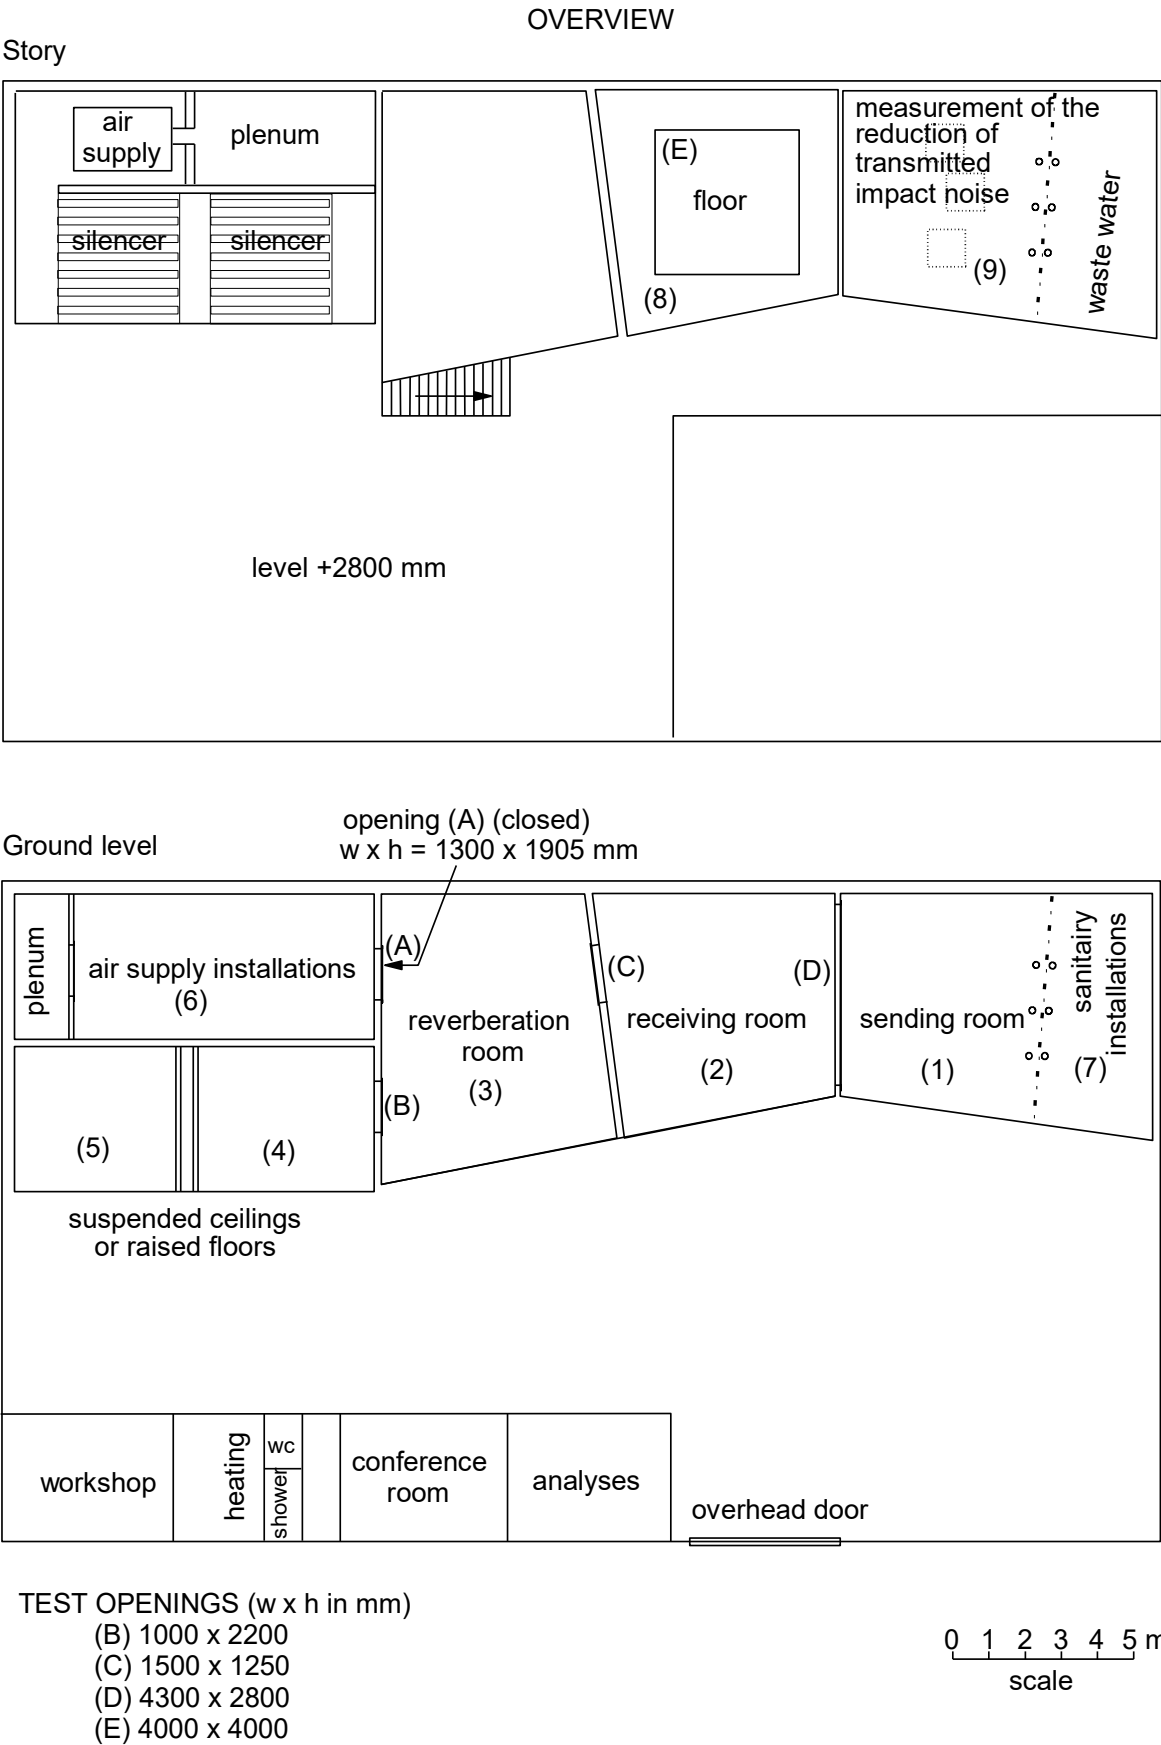 OVERVIEW
Story
air
supply
plenum
silencer
silencer
(E)
floor
(8)
measurement of the
reduction of
transmitted
impact noise
(9)
waste water
level +2800 mm
opening (A) (closed)
w x h = 1300 x 1905 mm
Ground level
plenum
air supply installations
(6)
(A)
(B)
reverberation
room
(3)
(C)
receiving room
(2)
(D)
sending room
(1)
sanitairy
installations
(7)
(5)
(4)
suspended ceilings
or raised floors
workshop
heating
wc
shower
conference
room
analyses
overhead door
TEST OPENINGS (w x h in mm)
(B) 1000 x 2200
(C) 1500 x 1250
(D) 4300 x 2800
(E) 4000 x 4000
0 1 2 3 4 5 m
scale